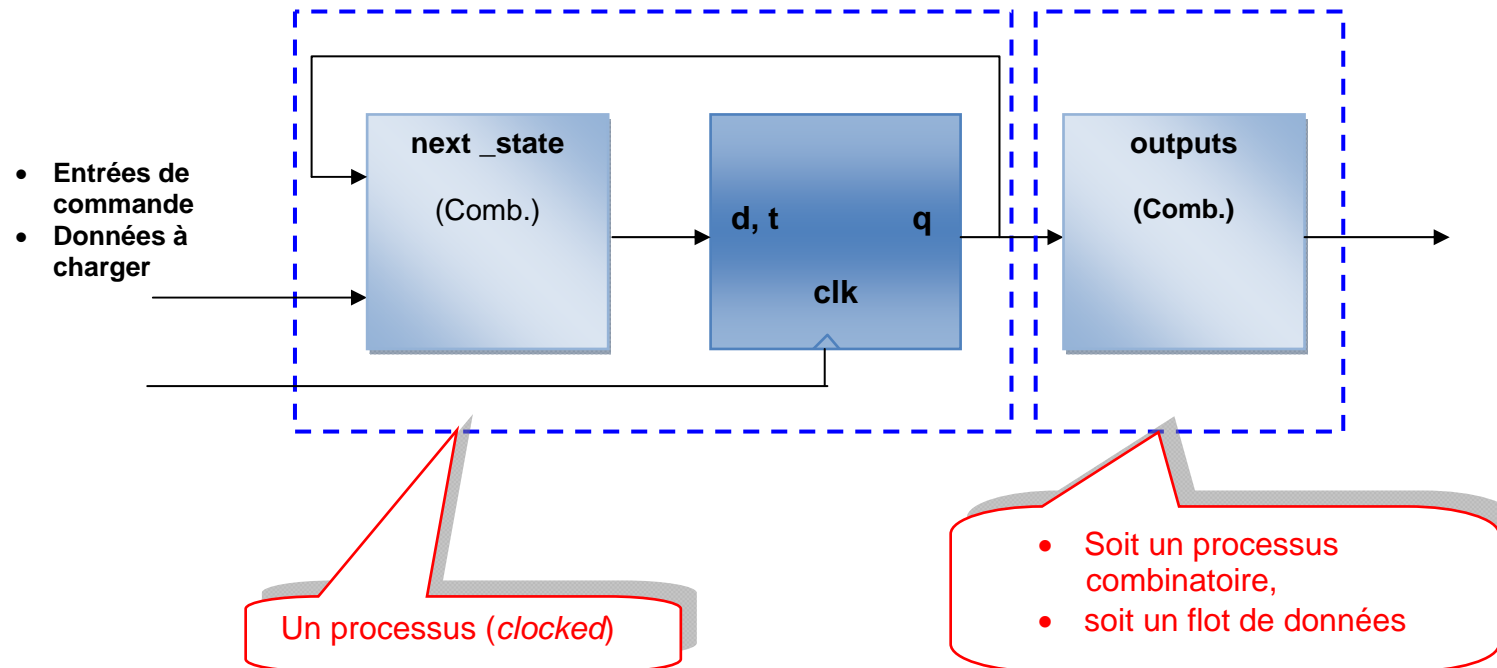 • Entrées de
commande
• Données à
charger
next _state
(Comb.)
d, t
q
clk
outputs
(Comb.)
Un processus (clocked)
• Soit un processus
combinatoire,
• soit un flot de données